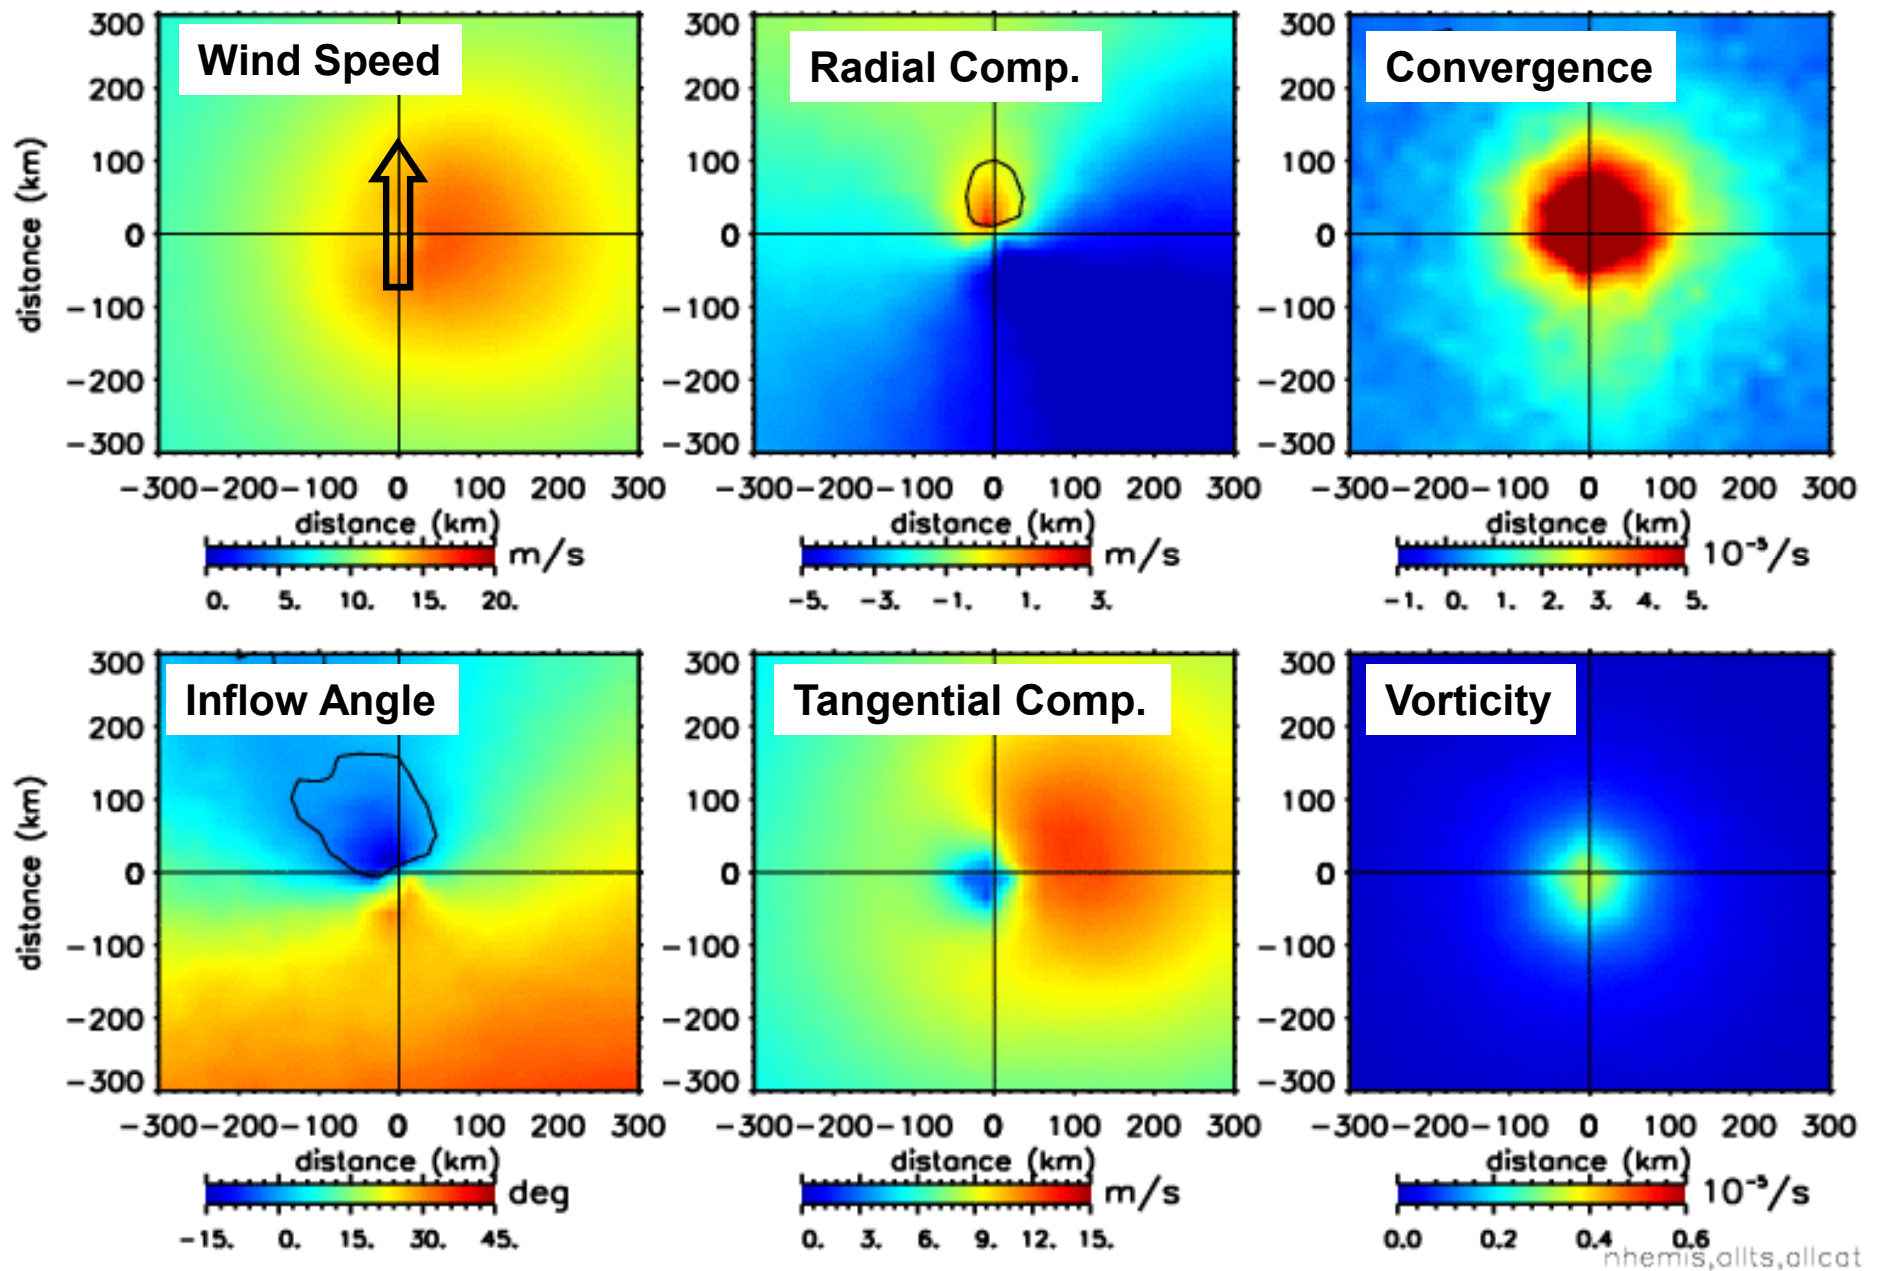 Wind Speed
Radial Comp.
Convergence
300
200
100
0
−100
−200
−300
distance (km)
300
200
100
0
−100
−200
−300
300
200
100
0
−100
−200
−300
−300−200−100 0 100 200 300
−300−200−100 0 100 200 300
−300−200−100 0 100 200 300
distance (km)
distance (km)
distance (km)
m/s
m/s
10⁻⁵/s
0. 5. 10. 15. 20.
−5. −3. −1. 1. 3.
−1. 0. 1. 2. 3. 4. 5.
Inflow Angle
Tangential Comp.
Vorticity
300
200
100
0
−100
−200
−300
distance (km)
300
200
100
0
−100
−200
−300
300
200
100
0
−100
−200
−300
−300−200−100 0 100 200 300
−300−200−100 0 100 200 300
−300−200−100 0 100 200 300
distance (km)
distance (km)
distance (km)
deg
m/s
10⁻⁵/s
−15. 0. 15. 30. 45.
0. 3. 6. 9. 12. 15.
0.0 0.2 0.4 0.6
nhemis,allts,allcat